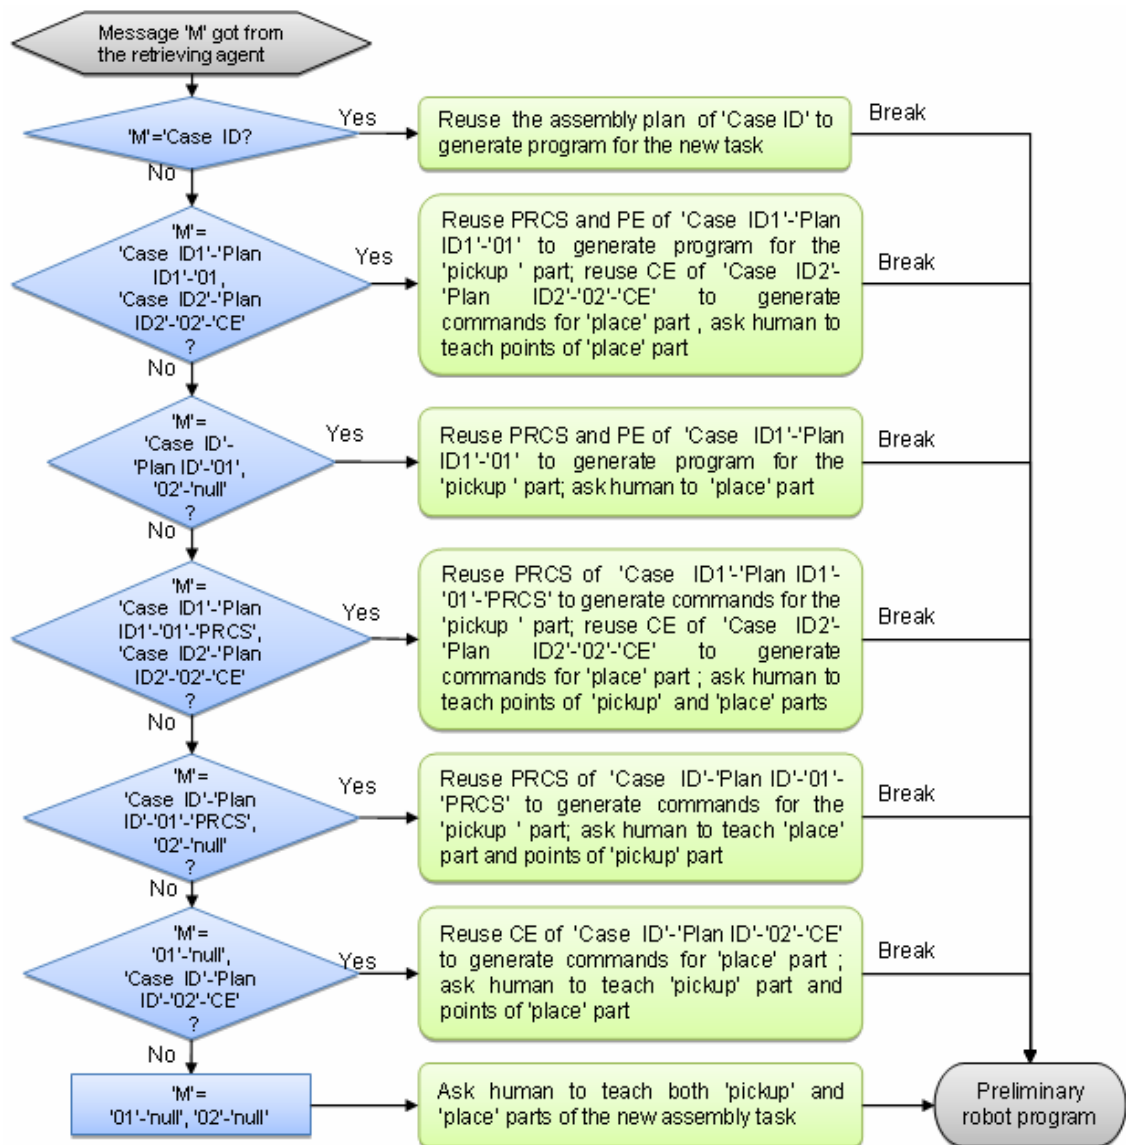 Message 'M' got from
the retrieving agent
'M'='Case ID?
Yes
Reuse the assembly plan of 'Case ID' to
generate program for the new task
Break
No
'M'=
'Case ID1'-'Plan
ID1'-'01,
'Case ID2'-'Plan
ID2'-'02'-'CE'
?
Yes
Reuse PRCS and PE of 'Case ID1'-'Plan
ID1'-'01' to generate program for the
'pickup ' part; reuse CE of 'Case ID2'-
'Plan ID2'-'02'-'CE' to generate
commands for 'place' part , ask human to
teach points of 'place' part
Break
No
'M'=
'Case ID'-
'Plan ID'-'01',
'02'-'null'
?
Yes
Reuse PRCS and PE of 'Case ID1'-'Plan
ID1'-'01' to generate program for the
'pickup ' part; ask human to 'place' part
Break
No
'M'=
'Case ID1'-'Plan
ID1'-'01'-'PRCS',
'Case ID2'-'Plan
ID2'-'02'-'CE'
?
Yes
Reuse PRCS of 'Case ID1'-'Plan ID1'-
'01'-'PRCS' to generate commands for the
'pickup ' part; reuse CE of 'Case ID2'-
'Plan ID2'-'02'-'CE' to generate
commands for 'place' part ; ask human to
teach points of 'pickup' and 'place' parts
Break
No
'M'=
'Case ID'-'Plan
ID'-'01'-'PRCS',
'02'-'null'
?
Yes
Reuse PRCS of 'Case ID'-'Plan ID'-'01'-
'PRCS' to generate commands for the
'pickup ' part; ask human to teach 'place'
part and points of 'pickup' part
Break
No
'M'=
'01'-'null',
'Case ID'-'Plan
ID'-'02'-'CE'
?
Yes
Reuse CE of 'Case ID'-'Plan ID'-'02'-'CE'
to generate commands for 'place' part ;
ask human to teach 'pickup' part and
points of 'place' part
Break
No
'M'=
'01'-'null', '02'-'null'
Ask human to teach both 'pickup' and
'place' parts of the new assembly task
Preliminary
robot program